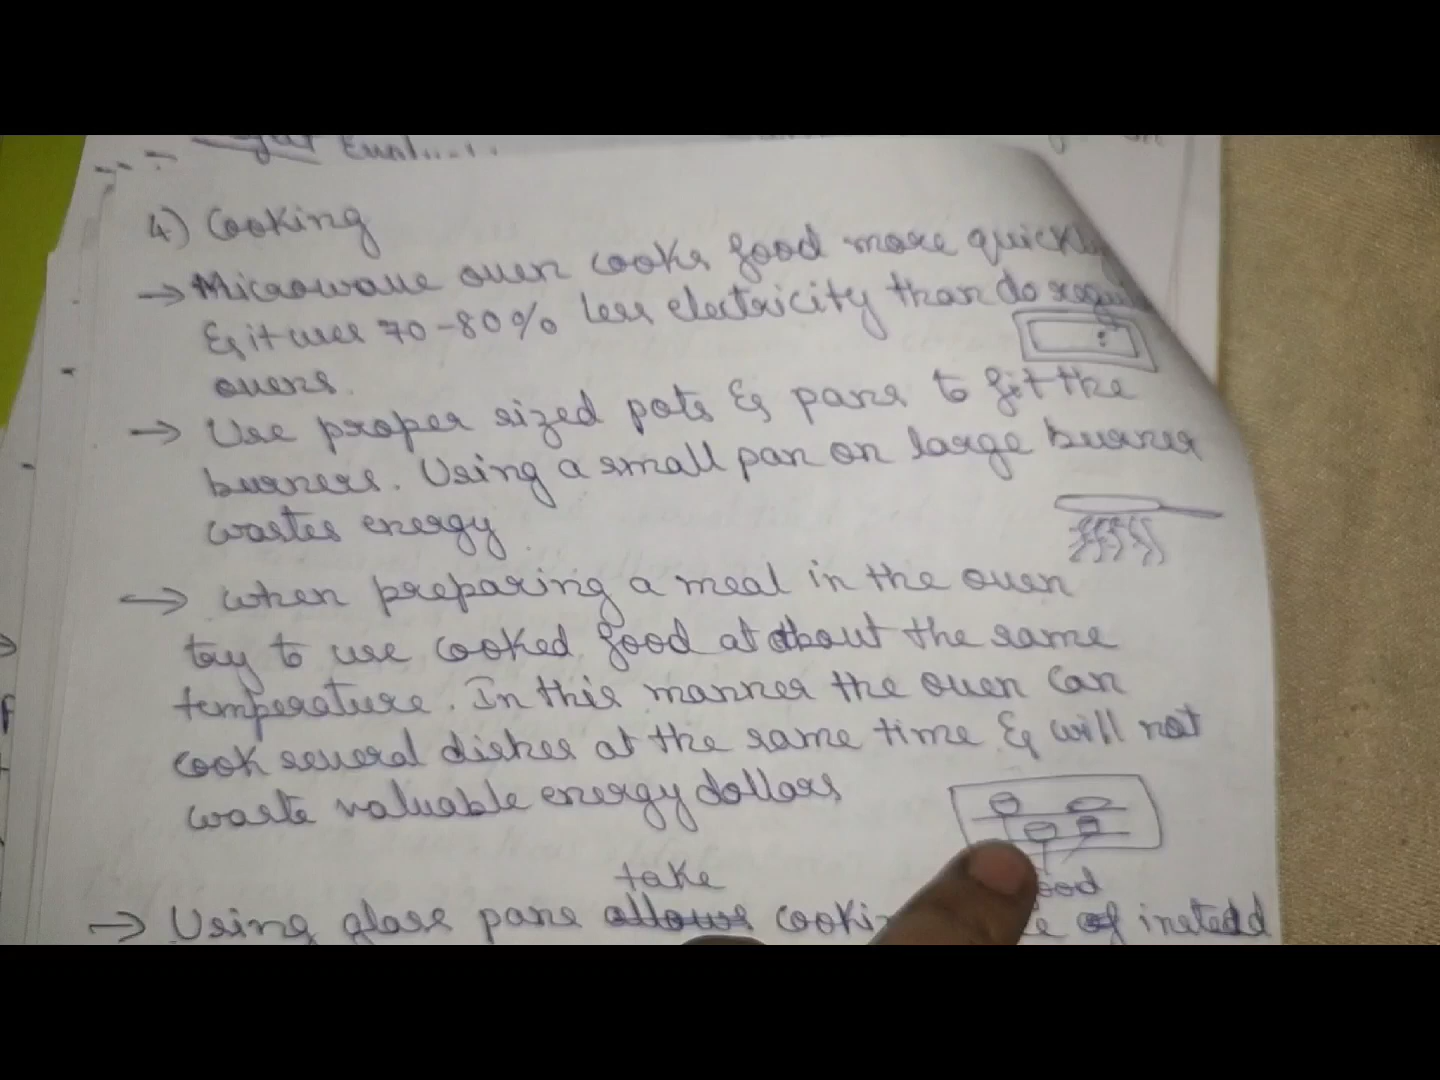 4) Cooking
→ Microwave oven cooks food more quickly
& it uses 70-80% less electricity than do
ovens.
→ Use proper sized pots & pans to fit the
burners. Using a small pan on large burner
wastes energy
→ When preparing a meal in the oven
try to use cooked food at about the same
temperature. In this manner the oven can
cook several dishes at the same time & will not
waste valuable energy dollars
food
take
→ Using glass pans allows of instead